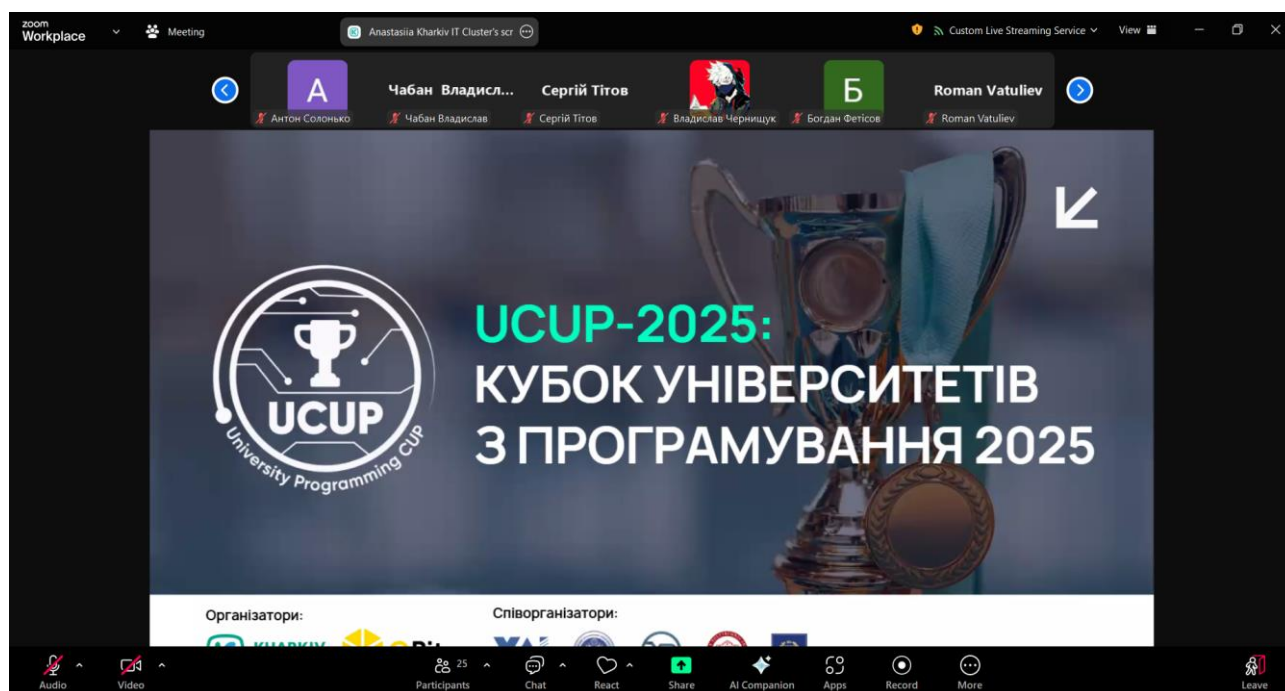 zoom
Workplace
Meeting
Anastasiia Kharkiv IT Cluster's scr
Custom Live Streaming Service
View
А
Чабан Владисл...
Сергій Тітов
Б
Roman Vatuliev
Антон Солонько
Чабан Владислав
Сергій Тітов
Владислав Чернищук
Богдан Фетісов
Roman Vatuliev
UCUP
University Programming CUP
UCUP-2025:
КУБОК УНІВЕРСИТЕТІВ
З ПРОГРАМУВАННЯ 2025
Організатори:
Співорганізатори:
KHARKIV
Audio
Video
25
Participants
Chat
React
Share
AI Companion
Apps
Record
More
Leave